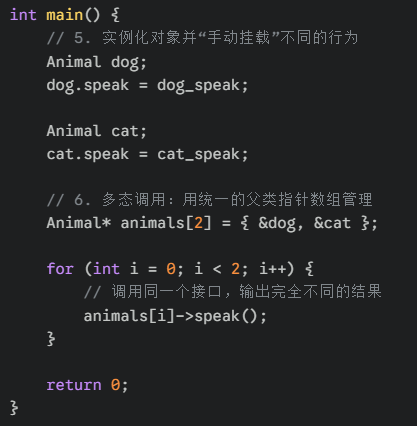 int main() {
    // 5. 实例化对象并“手动挂载”不同的行为
    Animal dog;
    dog.speak = dog_speak;

    Animal cat;
    cat.speak = cat_speak;

    // 6. 多态调用：用统一的父类指针数组管理
    Animal* animals[2] = { &dog, &cat };

    for (int i = 0; i < 2; i++) {
        // 调用同一个接口，输出完全不同的结果
        animals[i]->speak();
    }

    return 0;
}